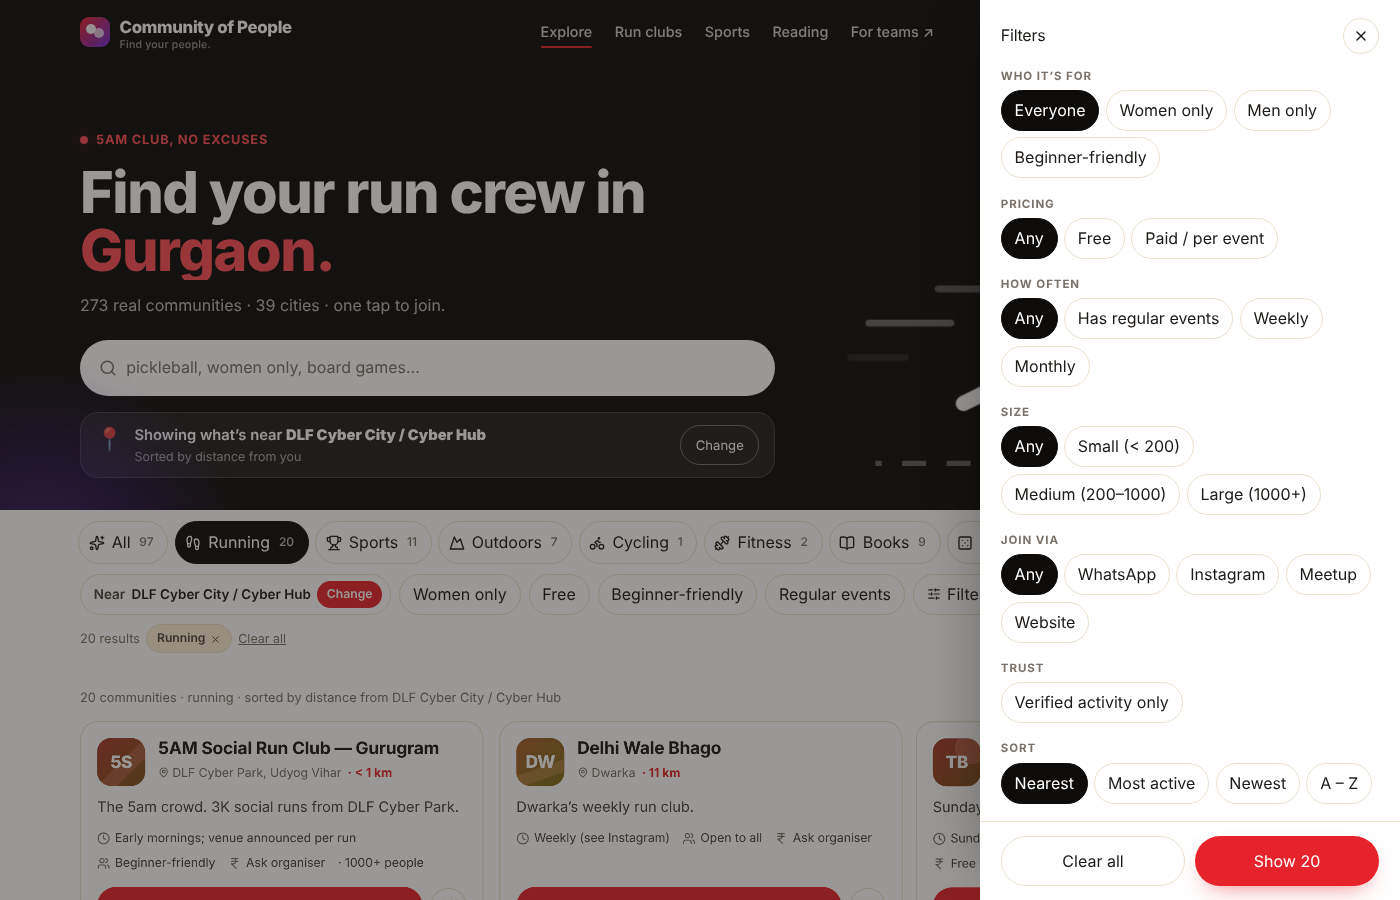 Community of People
Find your people.
Explore
Run clubs
Sports
Reading
For teams ↗
5AM CLUB, NO EXCUSES
Find your run crew in
Gurgaon.
273 real communities · 39 cities · one tap to join.
pickleball, women only, board games...
Showing what’s near DLF Cyber City / Cyber Hub
Sorted by distance from you
Change
All 97
Running 20
Sports 11
Outdoors 7
Cycling 1
Fitness 2
Books 9
Near DLF Cyber City / Cyber Hub Change
Women only
Free
Beginner-friendly
Regular events
Filte
20 results
Running ×
Clear all
20 communities · running · sorted by distance from DLF Cyber City / Cyber Hub
5S
5AM Social Run Club — Gurugram
DLF Cyber Park, Udyog Vihar · < 1 km
The 5am crowd. 3K social runs from DLF Cyber Park.
Early mornings; venue announced per run
Beginner-friendly ₹ Ask organiser · 1000+ people
DW
Delhi Wale Bhago
Dwarka · 11 km
Dwarka’s weekly run club.
Weekly (see Instagram) Open to all ₹ Ask organiser
TB
Sunday
Sund
₹ Free
Filters
WHO IT’S FOR
Everyone
Women only
Men only
Beginner-friendly
PRICING
Any
Free
Paid / per event
HOW OFTEN
Any
Has regular events
Weekly
Monthly
SIZE
Any
Small (< 200)
Medium (200–1000)
Large (1000+)
JOIN VIA
Any
WhatsApp
Instagram
Meetup
Website
TRUST
Verified activity only
SORT
Nearest
Most active
Newest
A – Z
Clear all
Show 20